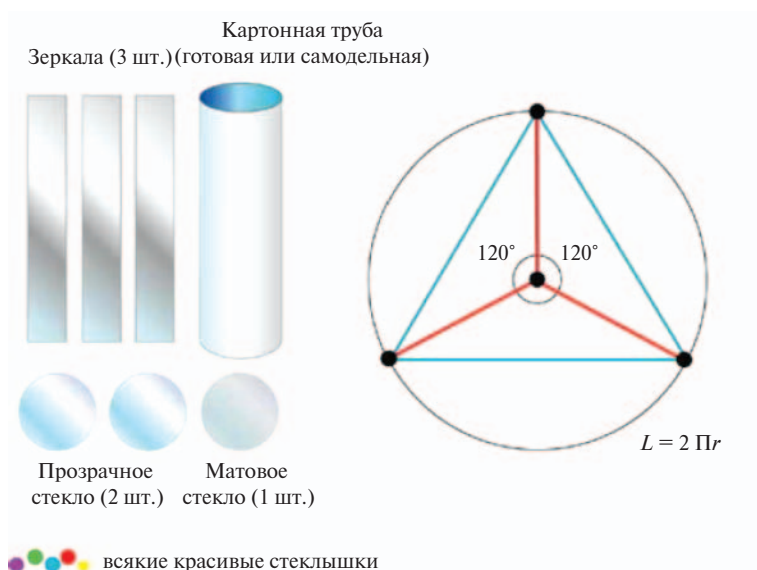 Картонная труба
Зеркала (3 шт.) (готовая или самодельная)
120° 120°
L = 2 Пr
Прозрачное
стекло (2 шт.)
Матовое
стекло (1 шт.)
всякие красивые стеклышки